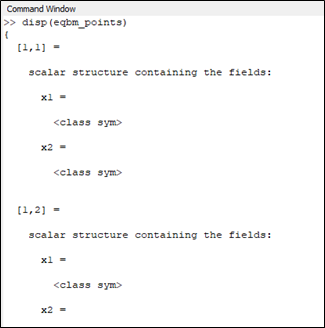 Command Window
>> disp(eqbm_points)
{
[1,1] =
scalar structure containing the fields:
x1 =
<class sym>
x2 =
<class sym>
[1,2] =
scalar structure containing the fields:
x1 =
<class sym>
x2 =